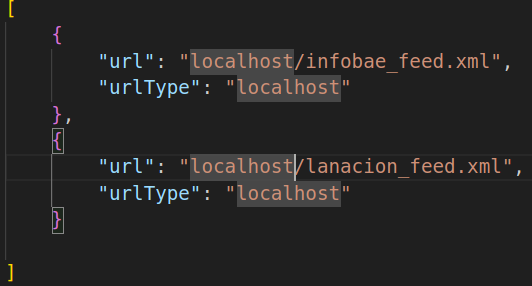 [
{
"url": "localhost/infobae_feed.xml",
"urlType": "localhost"
},
{
"url": "localhost/lanacion_feed.xml",
"urlType": "localhost"
}
]